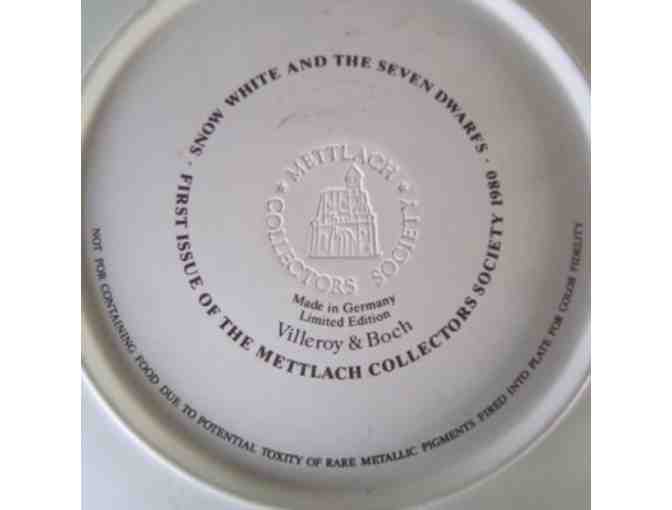 SNOW WHITE AND THE SEVEN DWARFS · 1980
· FIRST ISSUE OF THE METTLACH COLLECTORS SOCIETY
METTLACH
COLLECTORS SOCIETY
Made in Germany
Limited Edition
Villeroy & Boch
NOT FOR CONTAINING FOOD DUE TO POTENTIAL TOXITY OF RARE METALLIC PIGMENTS FIRED INTO PLATE FOR COLOR FIDELITY